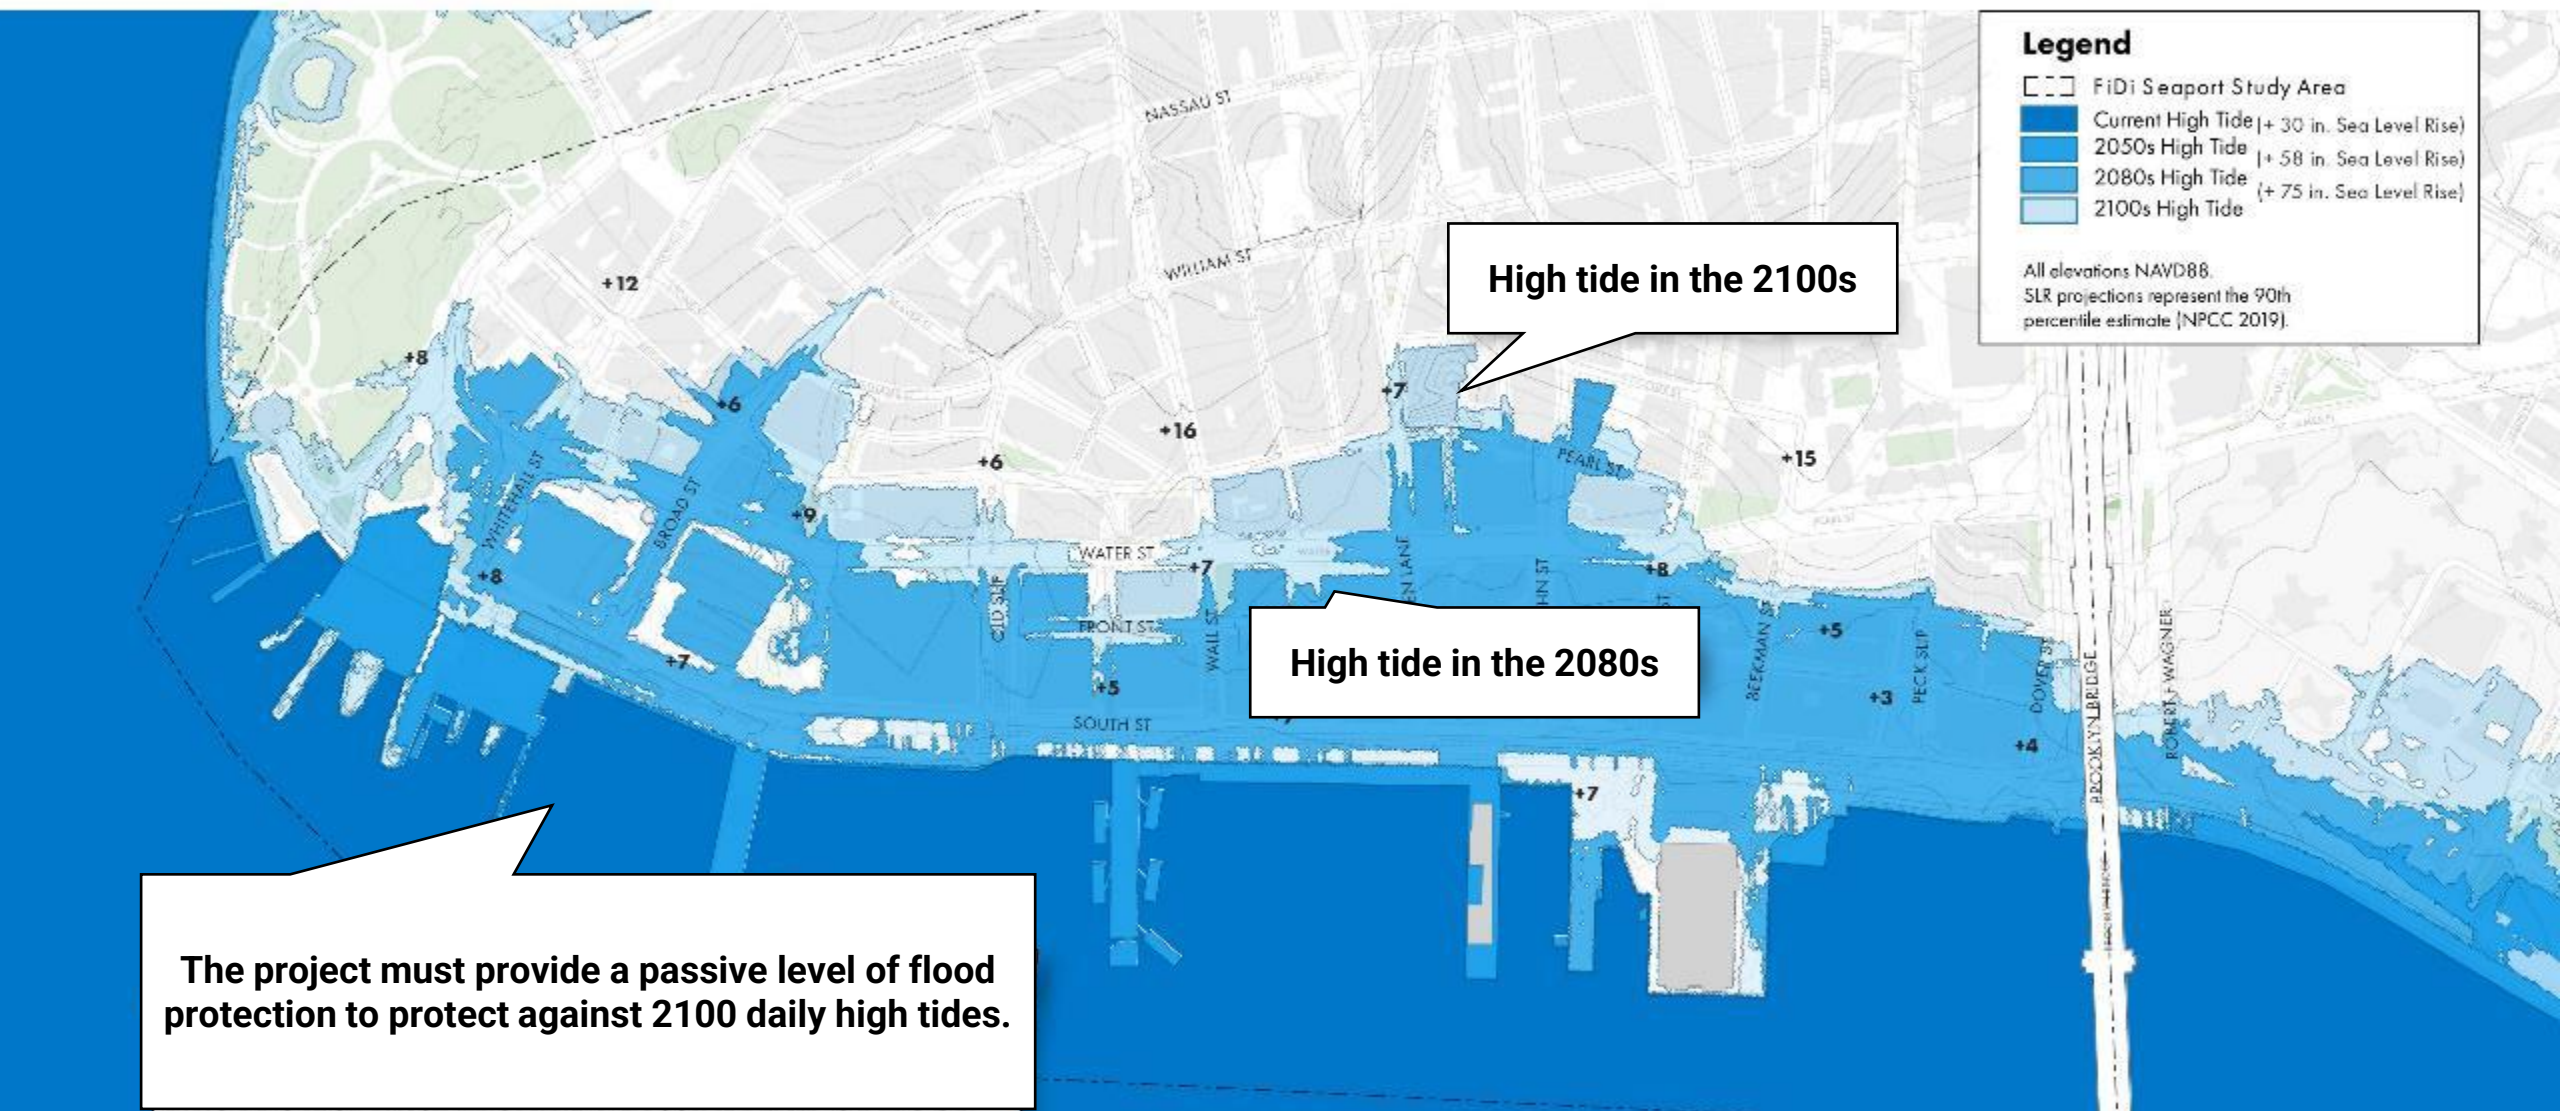 Legend
FiDi Seaport Study Area
Current High Tide (+ 30 in. Sea Level Rise)
2050s High Tide (+ 58 in. Sea Level Rise)
2080s High Tide (+ 75 in. Sea Level Rise)
2100s High Tide
All elevations NAVD88.
SLR projections represent the 90th
percentile estimate (NPCC 2019).
NASSAU ST
WILLIAM ST
High tide in the 2100s
+12
+8
+6
+7
+16
+6
+15
PEARL ST
WHITEHALL ST
BROAD ST
+9
WATER ST
+7
+8
+8
OLD SLIP
FRONT ST
WALL ST
EN LANE
HN ST
ST
High tide in the 2080s
BEEKMAN ST
+5
PECK SLIP
DOVER ST
BROOKLYN BRIDGE
ROBERT F WAGNER
+7
+5
+3
SOUTH ST
+4
+7
The project must provide a passive level of flood
protection to protect against 2100 daily high tides.